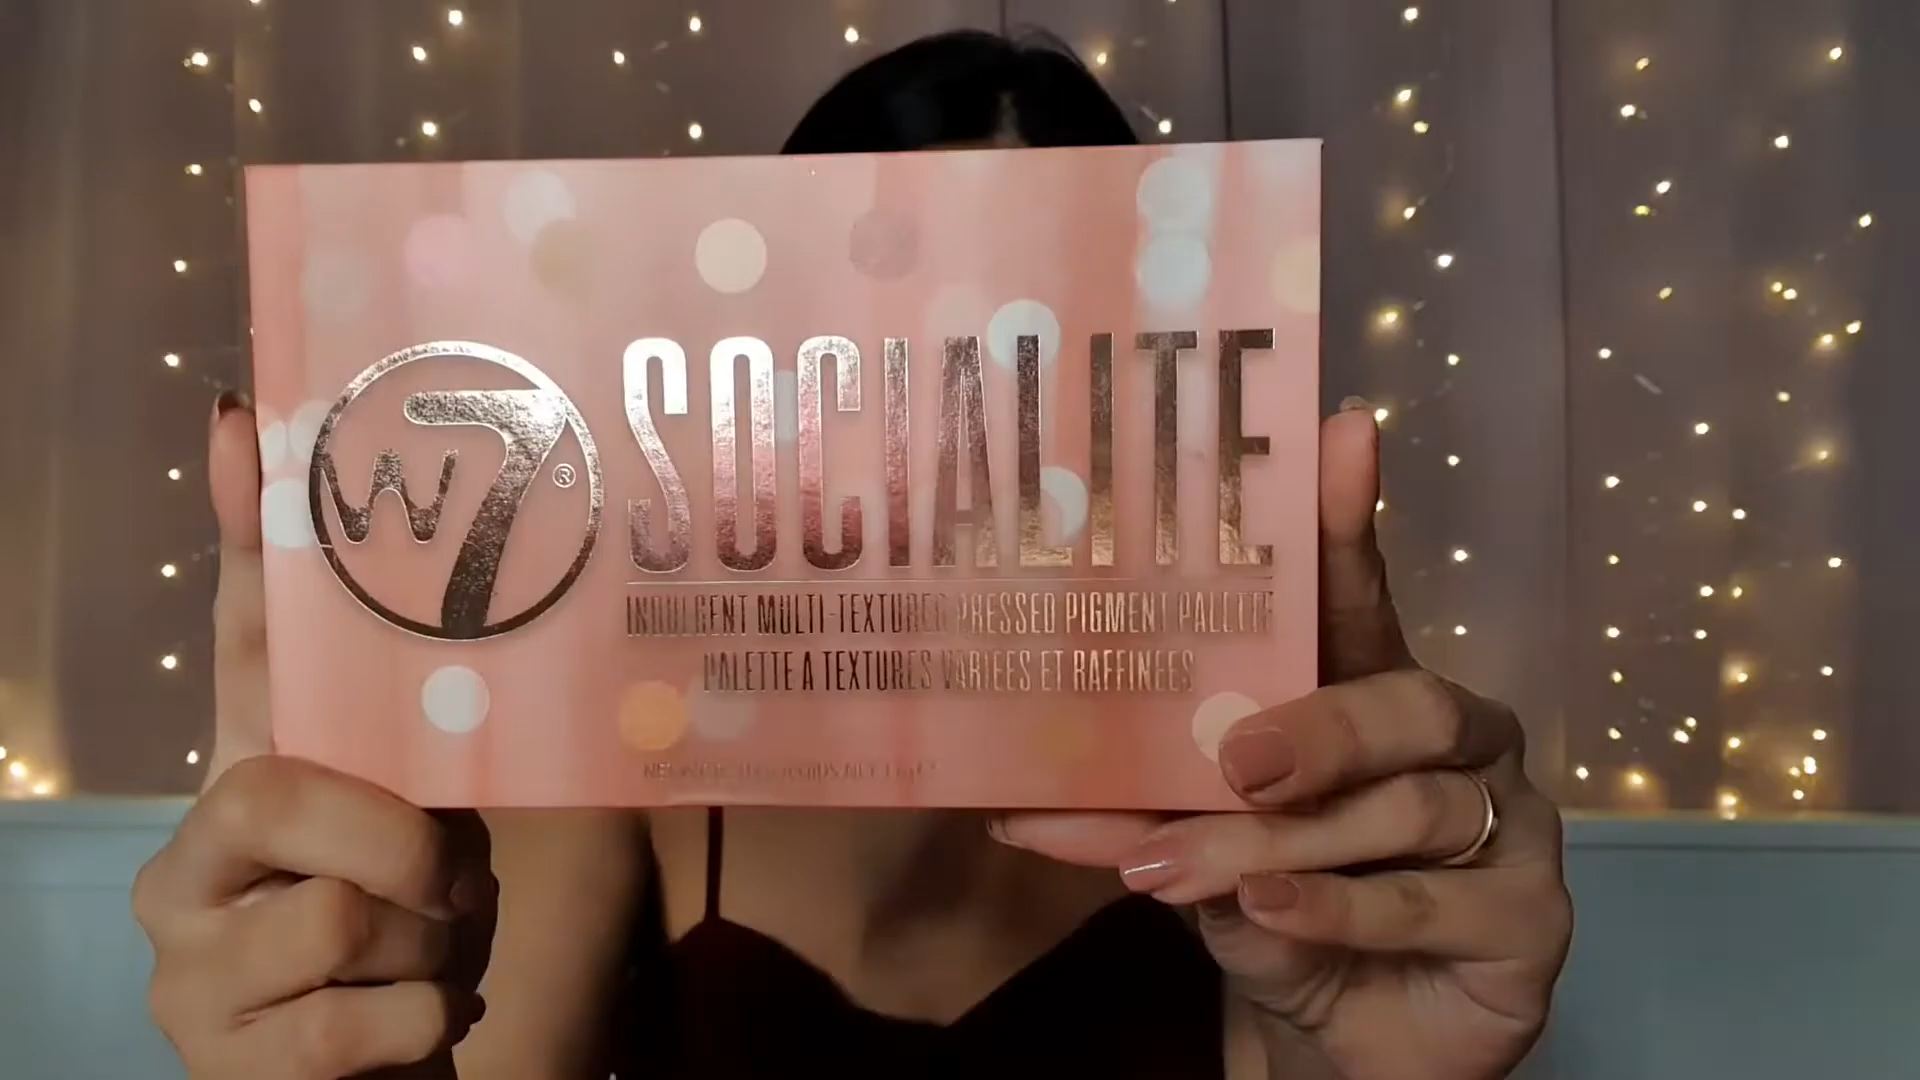 W7®
SOCIALITE
INDULGENT MULTI-TEXTURED PRESSED PIGMENT PALETTE
PALETTE A TEXTURES VARIEES ET RAFFINEES